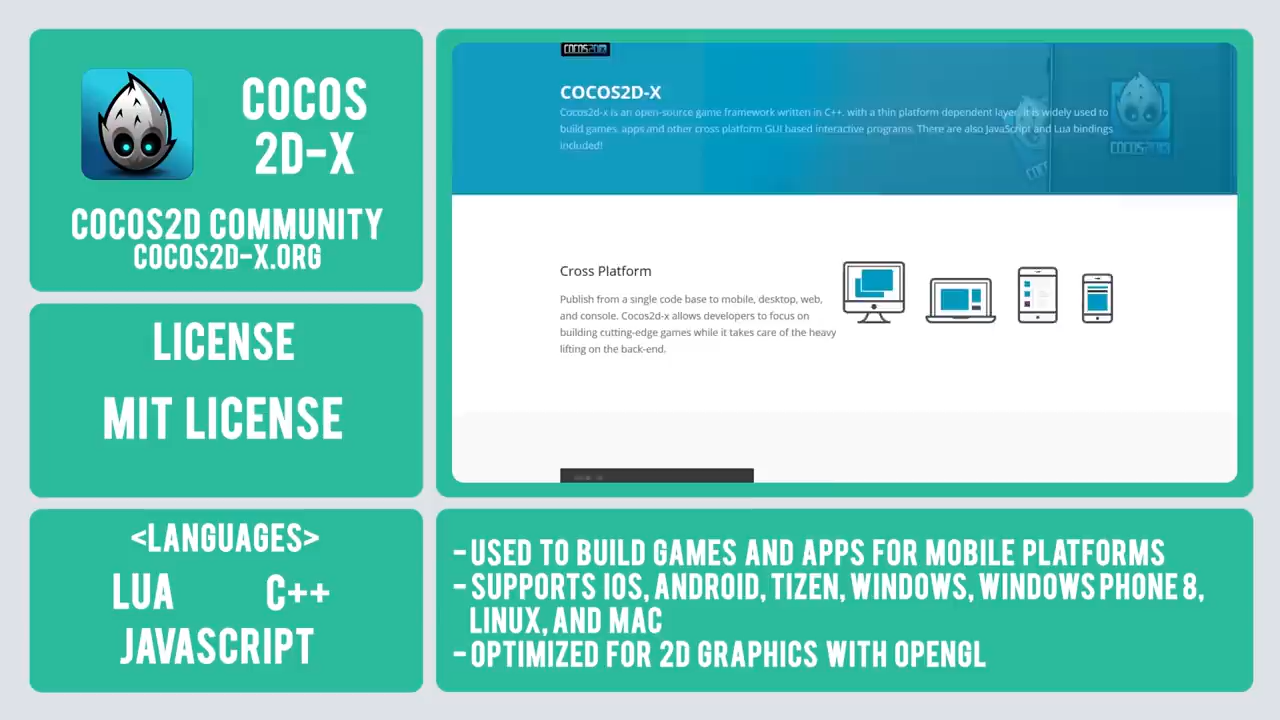 COCOS
2D-X
COCOS2D COMMUNITY
COCOS2D-X.ORG
LICENSE
MIT LICENSE
<LANGUAGES>
LUA C++
JAVASCRIPT
COCOS2DX
COCOS2D-X
Cocos2d-x is an open-source game framework written in C++, with a thin platform dependent layer. It is widely used to
build games, apps and other cross platform GUI based interactive programs. There are also JavaScript and Lua bindings
included!
COCOS2DX
Cross Platform
Publish from a single code base to mobile, desktop, web,
and console. Cocos2d-x allows developers to focus on
building cutting-edge games while it takes care of the heavy
lifting on the back-end.
- USED TO BUILD GAMES AND APPS FOR MOBILE PLATFORMS
- SUPPORTS IOS, ANDROID, TIZEN, WINDOWS, WINDOWS PHONE 8,
LINUX, AND MAC
- OPTIMIZED FOR 2D GRAPHICS WITH OPENGL